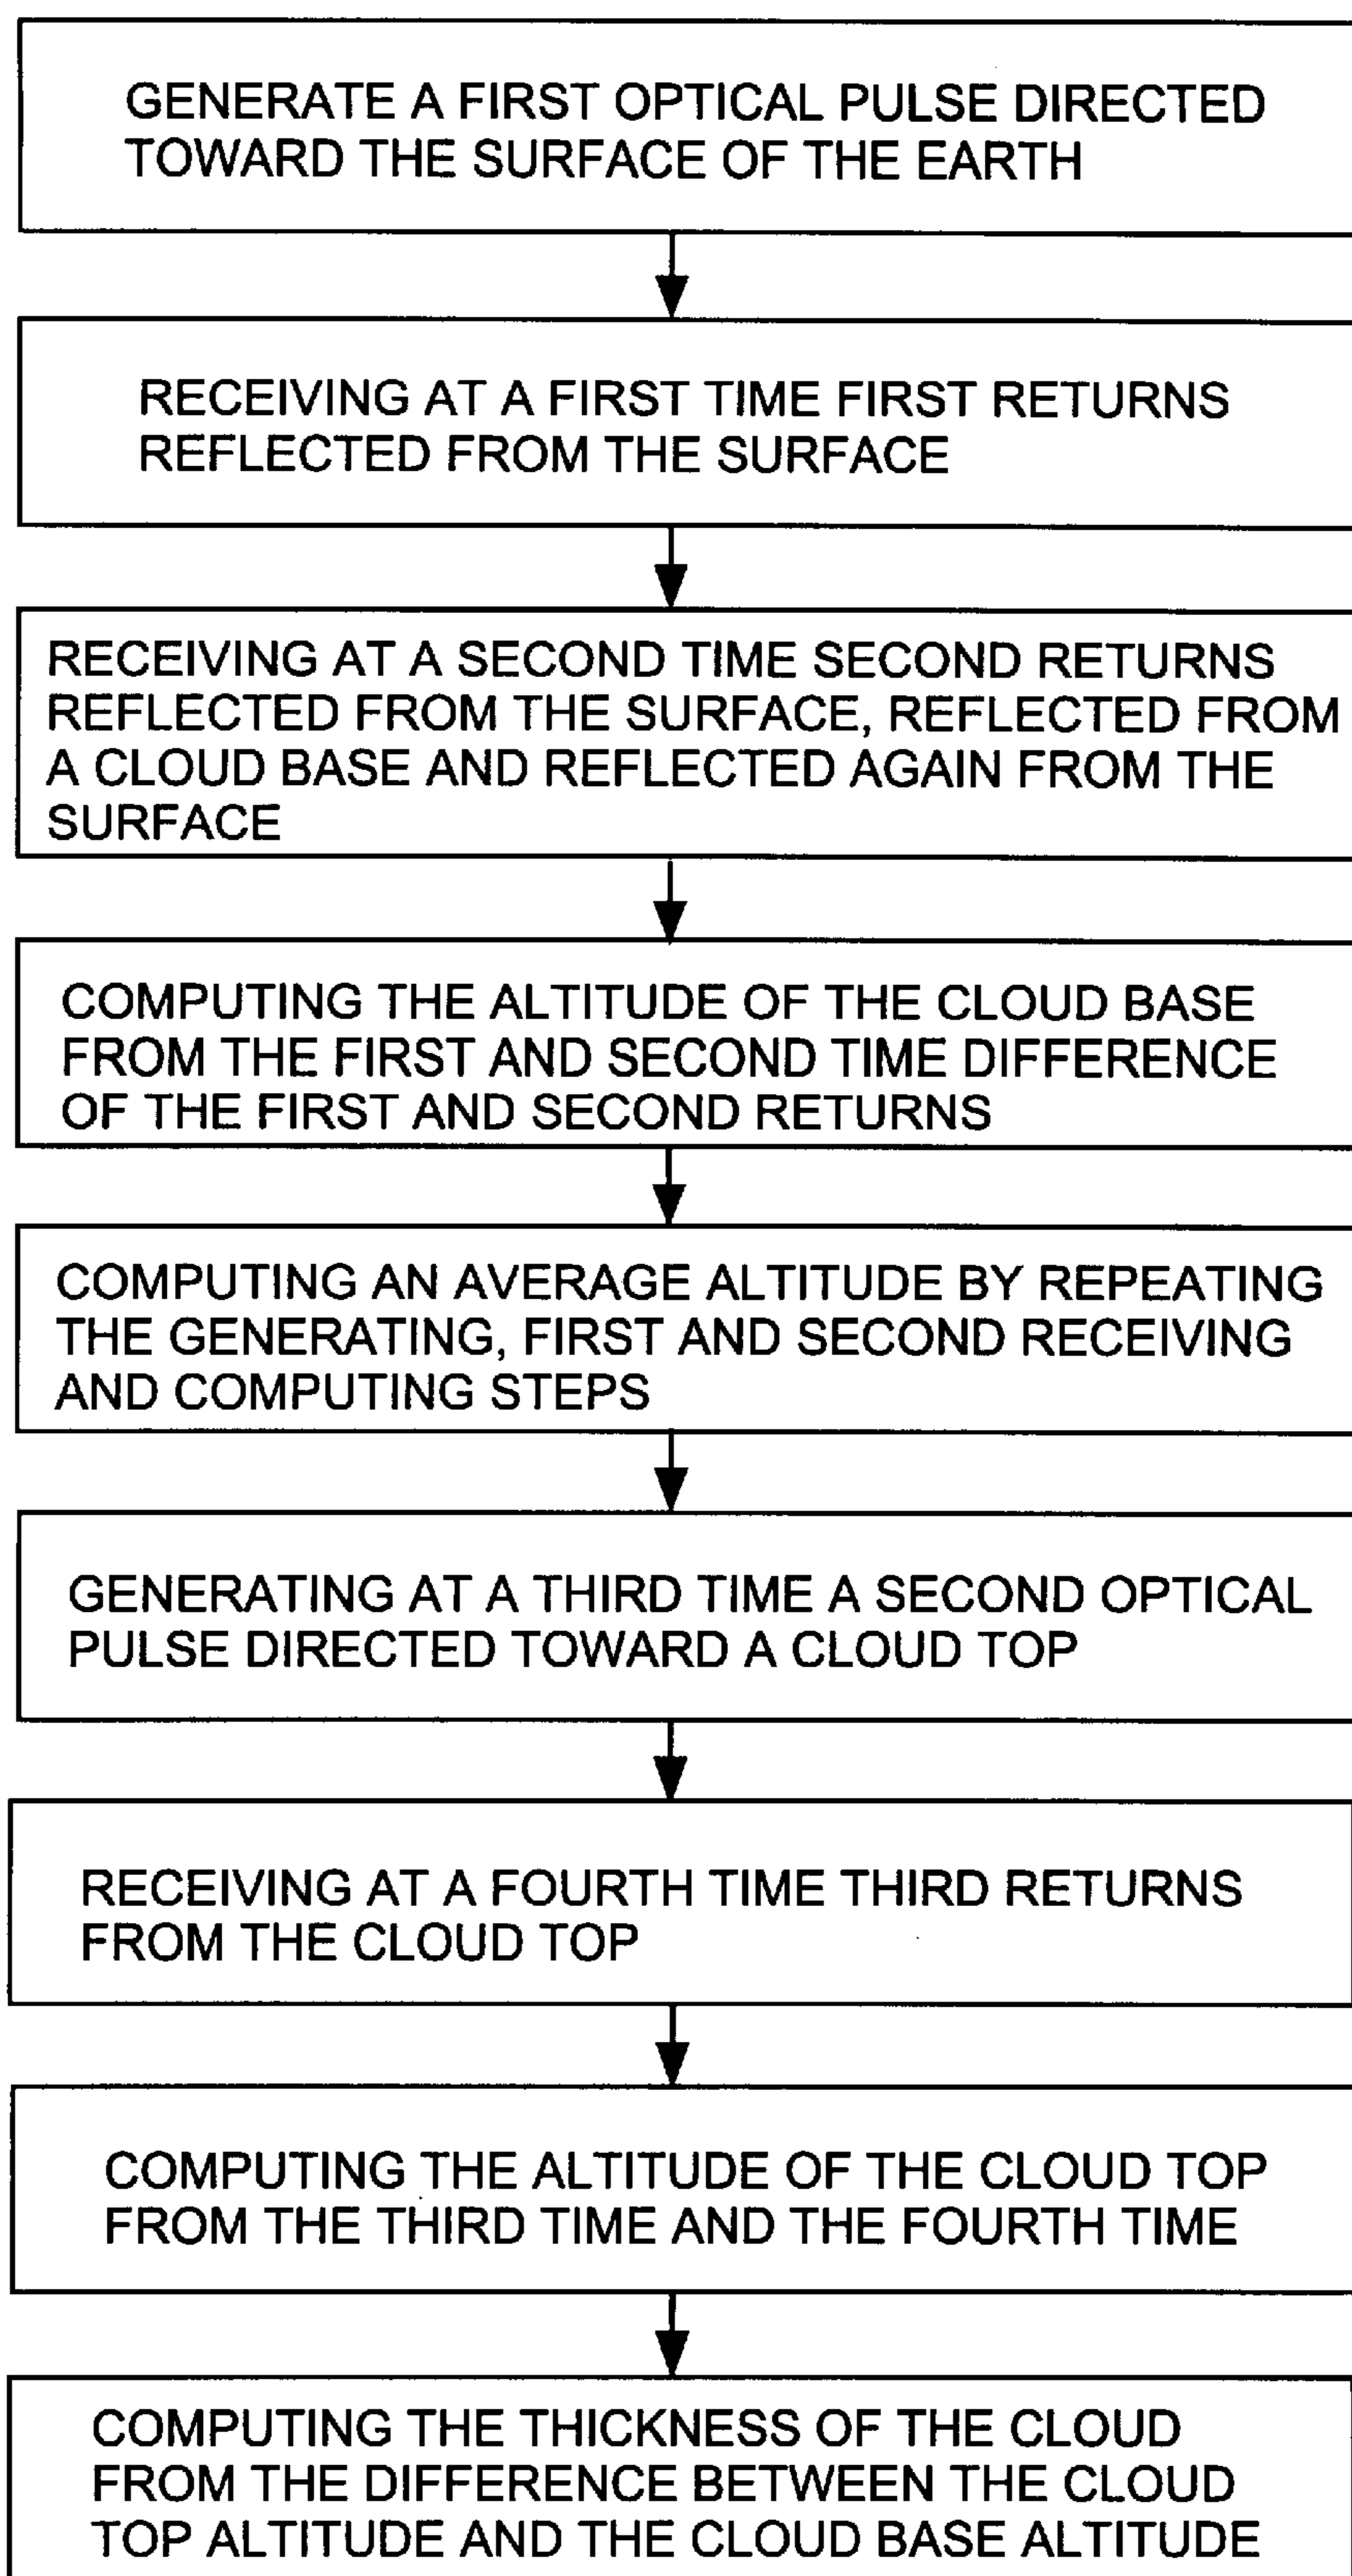 GENERATE A FIRST OPTICAL PULSE DIRECTED
TOWARD THE SURFACE OF THE EARTH
RECEIVING AT A FIRST TIME FIRST RETURNS
REFLECTED FROM THE SURFACE
RECEIVING AT A SECOND TIME SECOND RETURNS
REFLECTED FROM THE SURFACE, REFLECTED FROM
A CLOUD BASE AND REFLECTED AGAIN FROM THE
SURFACE
COMPUTING THE ALTITUDE OF THE CLOUD BASE
FROM THE FIRST AND SECOND TIME DIFFERENCE
OF THE FIRST AND SECOND RETURNS
COMPUTING AN AVERAGE ALTITUDE BY REPEATING
THE GENERATING, FIRST AND SECOND RECEIVING
AND COMPUTING STEPS
GENERATING AT A THIRD TIME A SECOND OPTICAL
PULSE DIRECTED TOWARD A CLOUD TOP
RECEIVING AT A FOURTH TIME THIRD RETURNS
FROM THE CLOUD TOP
COMPUTING THE ALTITUDE OF THE CLOUD TOP
FROM THE THIRD TIME AND THE FOURTH TIME
COMPUTING THE THICKNESS OF THE CLOUD
FROM THE DIFFERENCE BETWEEN THE CLOUD
TOP ALTITUDE AND THE CLOUD BASE ALTITUDE